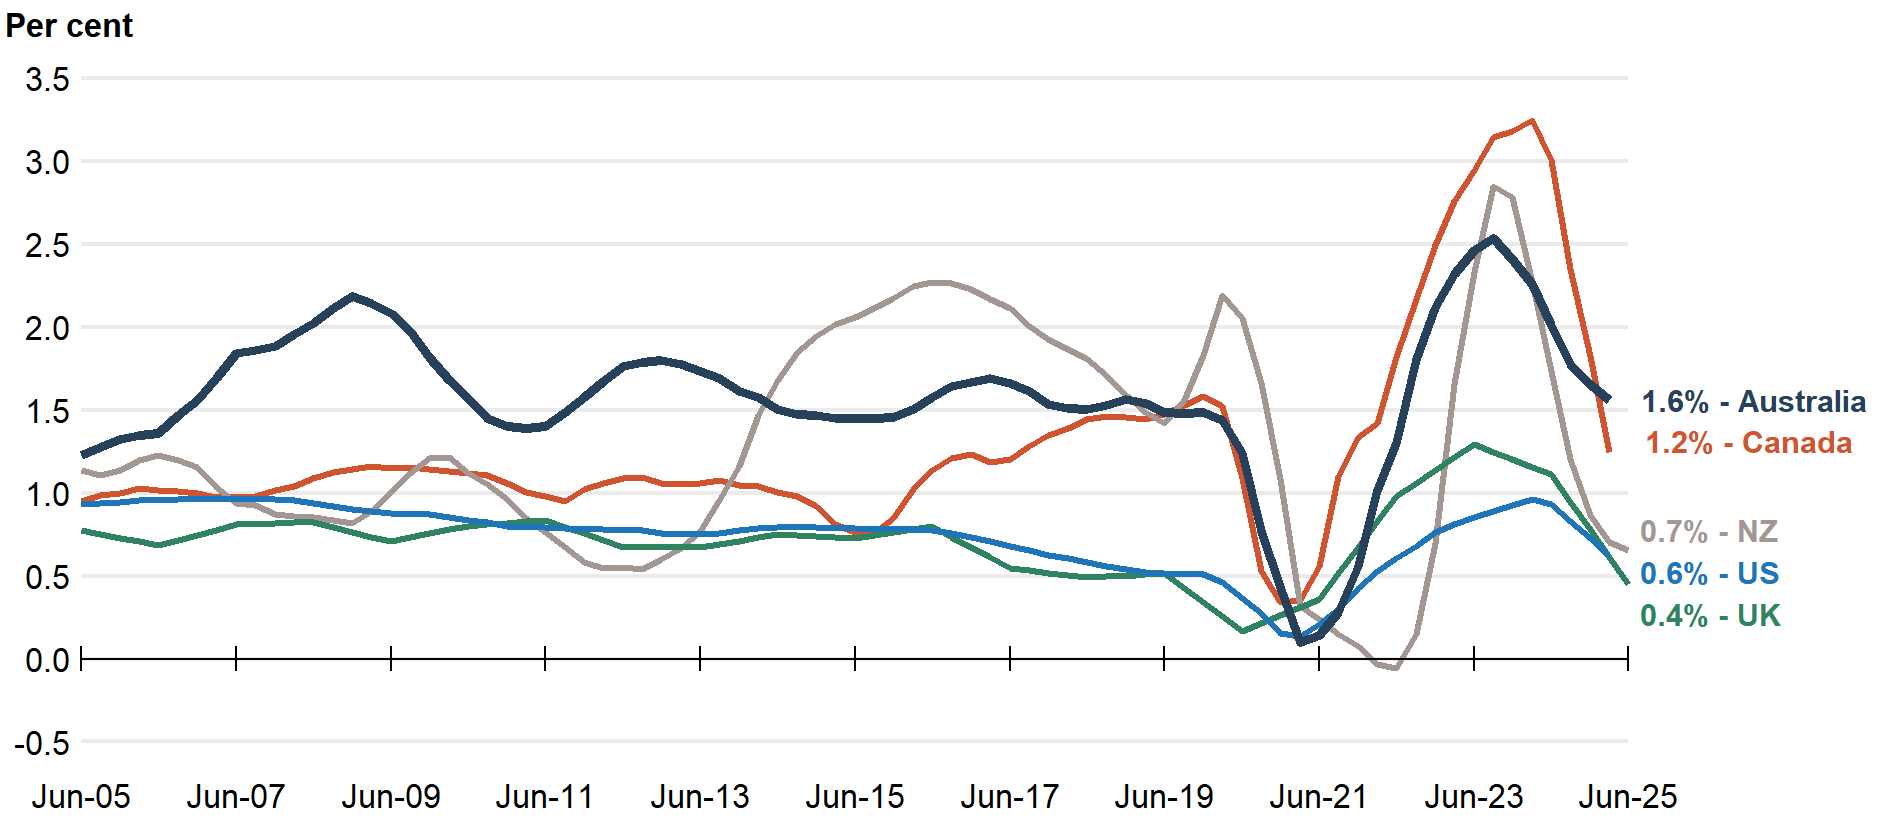 Per cent
3.5
3.0
2.5
2.0
1.5
1.0
0.5
0.0
-0.5
1.6% - Australia
1.2% - Canada
0.7% - NZ
0.6% - US
0.4% - UK
Jun-05 Jun-07 Jun-09 Jun-11 Jun-13 Jun-15 Jun-17 Jun-19 Jun-21 Jun-23 Jun-25